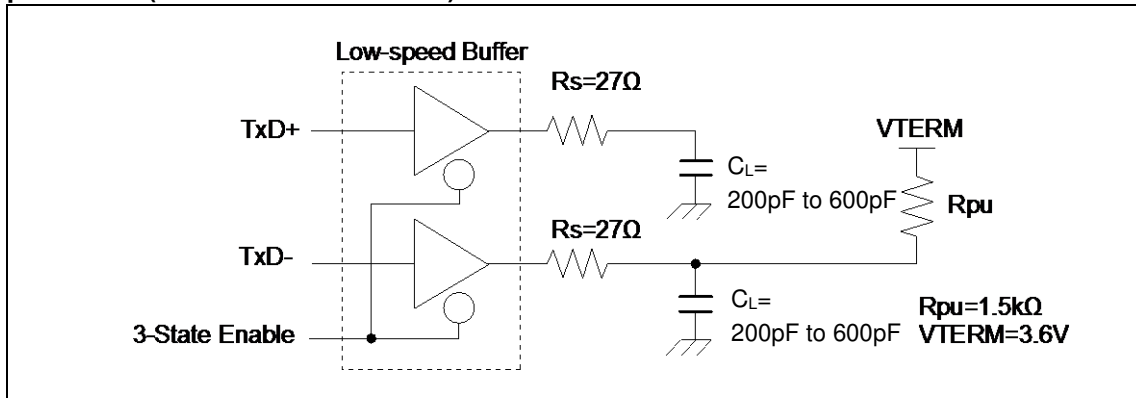 Low-speed Buffer
Rs=27Ω
TxD+
VTERM
CL=
200pF to 600pF
Rpu
Rs=27Ω
TxD-
CL=
200pF to 600pF
Rpu=1.5kΩ
VTERM=3.6V
3-State Enable